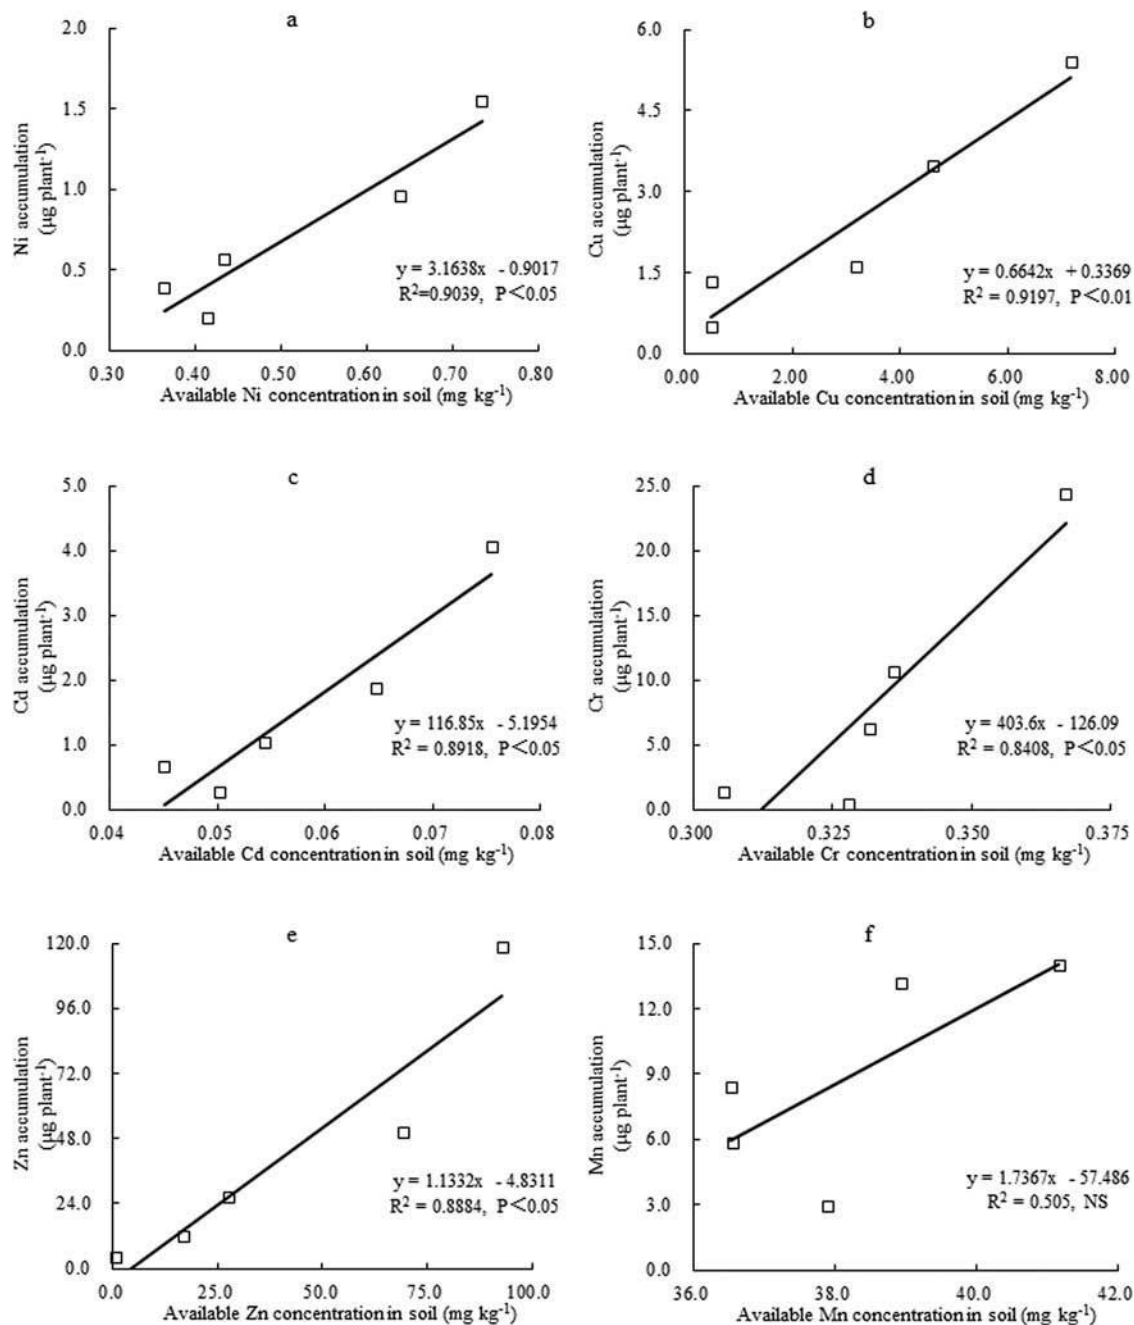 a
Ni accumulation
(μg plant⁻¹)
2.0
1.5
1.0
0.5
0.0
y = 3.1638x - 0.9017
R²=0.9039, P<0.05
0.30 0.40 0.50 0.60 0.70 0.80
Available Ni concentration in soil (mg kg⁻¹)
b
Cu accumulation
(μg plant⁻¹)
6.0
4.5
3.0
1.5
0.0
y = 0.6642x + 0.3369
R² = 0.9197, P<0.01
0.00 2.00 4.00 6.00 8.00
Available Cu concentration in soil (mg kg⁻¹)
c
Cd accumulation
(μg plant⁻¹)
5.0
4.0
3.0
2.0
1.0
0.0
y = 116.85x - 5.1954
R² = 0.8918, P<0.05
0.04 0.05 0.06 0.07 0.08
Available Cd concentration in soil (mg kg⁻¹)
d
Cr accumulation
(μg plant⁻¹)
25.0
20.0
15.0
10.0
5.0
0.0
y = 403.6x - 126.09
R² = 0.8408, P<0.05
0.300 0.325 0.350 0.375
Available Cr concentration in soil (mg kg⁻¹)
e
Zn accumulation
(μg plant⁻¹)
120.0
96.0
72.0
48.0
24.0
0.0
y = 1.1332x - 4.8311
R² = 0.8884, P<0.05
0.0 25.0 50.0 75.0 100.0
Available Zn concentration in soil (mg kg⁻¹)
f
Mn accumulation
(μg plant⁻¹)
15.0
12.0
9.0
6.0
3.0
0.0
y = 1.7367x - 57.486
R² = 0.505, NS
36.0 38.0 40.0 42.0
Available Mn concentration in soil (mg kg⁻¹)